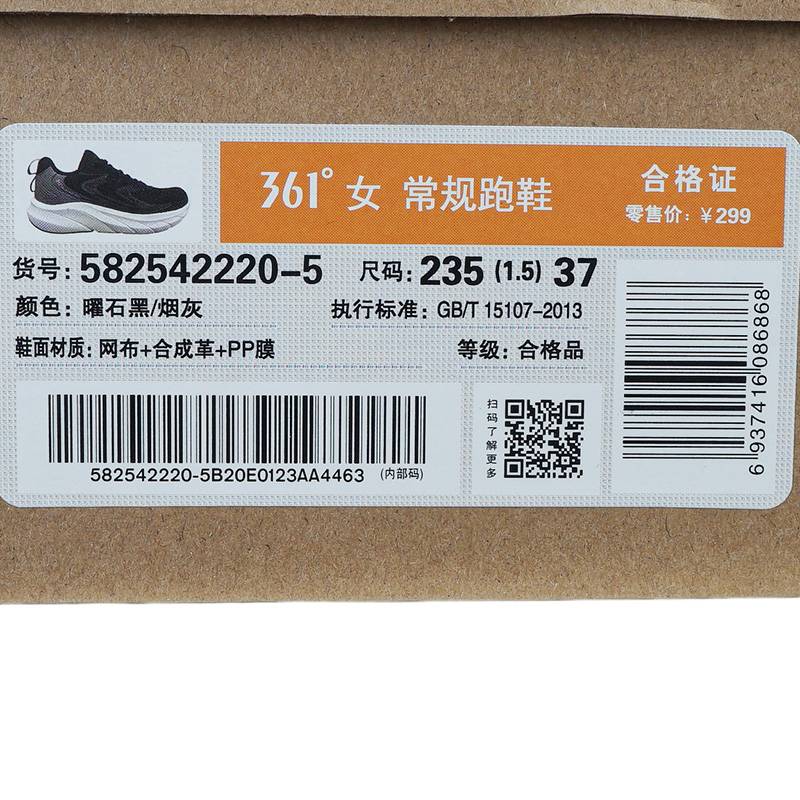 361° 女 常规跑鞋
合格证
零售价：￥299
货号：582542220-5 尺码：235 (1.5) 37
颜色：曜石黑/烟灰 执行标准：GB/T 15107-2013
鞋面材质：网布+合成革+PP膜 等级：合格品
582542220-5B20E0123AA4463 (内部码)
扫码了解更多
6 937416 086868